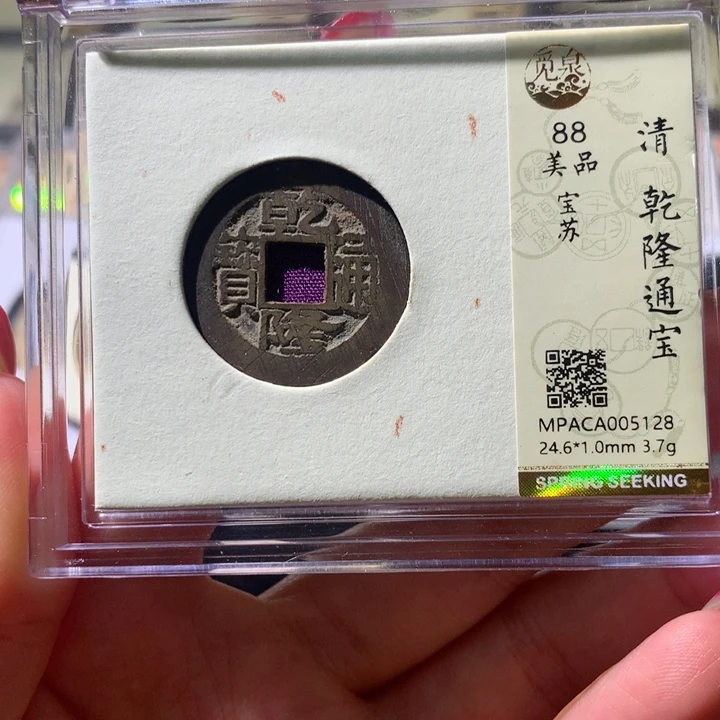 乾隆通寶
觅泉
88
美品
宝苏
清 乾隆通宝
MPACA005128
24.6*1.0mm 3.7g
SPRING SEEKING